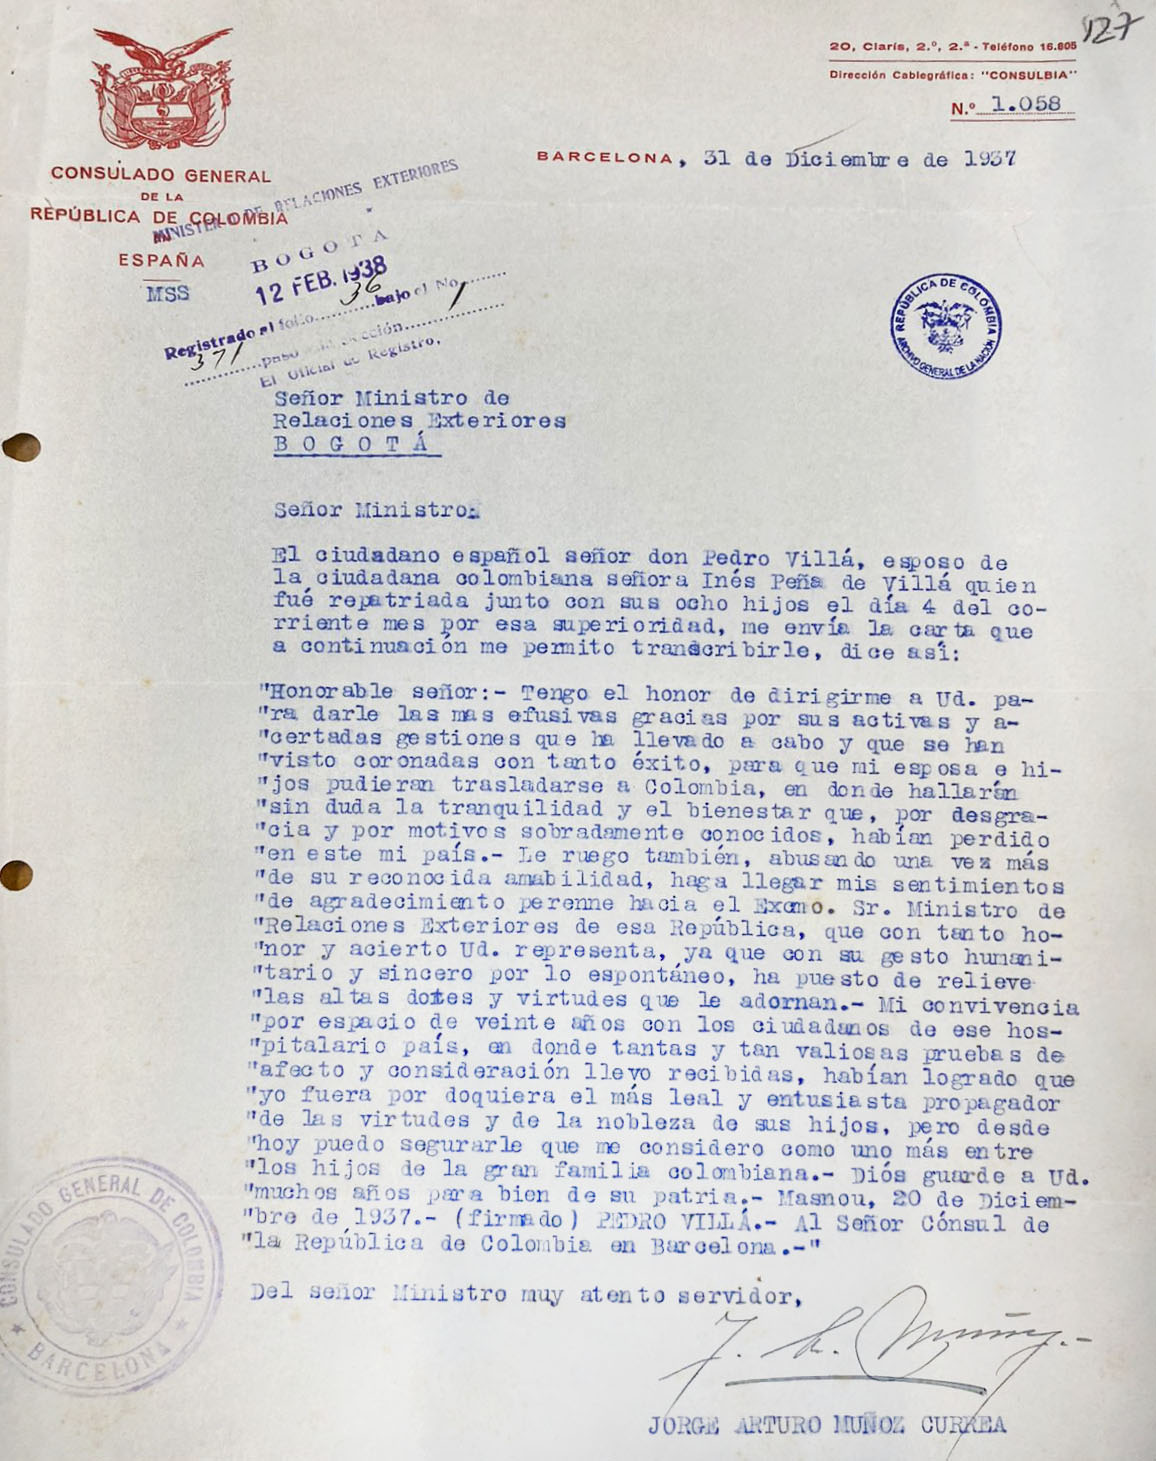 127
20, Clarís, 2.º, 2.ª - Teléfono 16.805
Dirección Cablegráfica: "CONSULBIA"
N.º 1.058
BARCELONA, 31 de Diciembre de 1937
CONSULADO GENERAL
DE LA
REPÚBLICA DE COLOMBIA
EN
ESPAÑA
MSS
MINISTERIO DE RELACIONES EXTERIORES
BOGOTA
12 FEB. 1938
Registrado al folio 36 bajo el No. 1
371 pasó a la sección
El Oficial de Registro,
REPÚBLICA DE COLOMBIA
ARCHIVO GENERAL DE LA NACIÓN
Señor Ministro de
Relaciones Exteriores
B O G O T Á
Señor Ministro:
El ciudadano español señor don Pedro Villá, esposo de
la ciudadana colombiana señora Inés Peña de Villá quien
fué repatriada junto con sus ocho hijos el día 4 del co-
rriente mes por esa superioridad, me envía la carta que
a continuación me permito transcribirle, dice así:
"Honorable señor:- Tengo el honor de dirigirme a Ud. pa-
"ra darle las mas efusivas gracias por sus activas y a-
"certadas gestiones que ha llevado a cabo y que se han
"visto coronadas con tanto éxito, para que mi esposa e hi-
"jos pudieran trasladarse a Colombia, en donde hallarán
"sin duda la tranquilidad y el bienestar que, por desgra-
"cia y por motivos sobradamente conocidos, habían perdido
"en este mi país.- Le ruego también, abusando una vez más
"de su reconocida amabilidad, haga llegar mis sentimientos
"de agradecimiento perenne hacia el Excmo. Sr. Ministro de
"Relaciones Exteriores de esa República, que con tanto ho-
"nor y acierto Ud. representa, ya que con su gesto humani-
"tario y sincero por lo espontáneo, ha puesto de relieve
"las altas dotes y virtudes que le adornan.- Mi convivencia
"por espacio de veinte años con los ciudadanos de ese hos-
"pitalario país, en donde tantas y tan valiosas pruebas de
"afecto y consideración llevo recibidas, habían logrado que
"yo fuera por doquiera el más leal y entusiasta propagador
"de las virtudes y de la nobleza de sus hijos, pero desde
"hoy puedo segurarle que me considero como uno más entre
"los hijos de la gran familia colombiana.- Diós guarde a Ud.
"muchos años para bien de su patria.- Masnou, 20 de Diciem-
"bre de 1937.- (firmado) PEDRO VILLÁ.- Al Señor Cónsul de
"la República de Colombia en Barcelona.-"
Del señor Ministro muy atento servidor,
CONSULADO GENERAL DE COLOMBIA
BARCELONA
J. A. Muñoz.-
JORGE ARTURO MUÑOZ CURREA